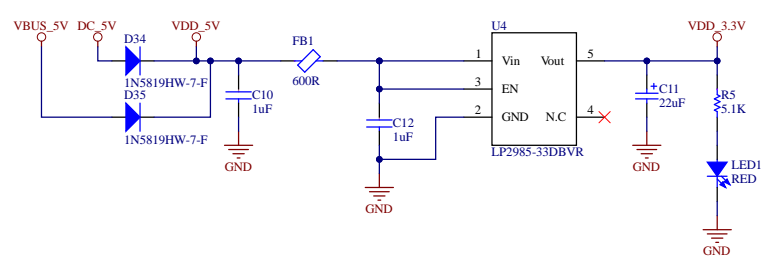 VBUS_5V
DC_5V
VDD_5V
U4
VDD_3.3V
D34
FB1
1
Vin
Vout
5
1N5819HW-7-F
600R
D35
3
EN
C10
1uF
C11
22uF
R5
5.1K
2
GND
N.C
4
C12
1uF
1N5819HW-7-F
LP2985-33DBVR
GND
GND
LED1
RED
GND
GND